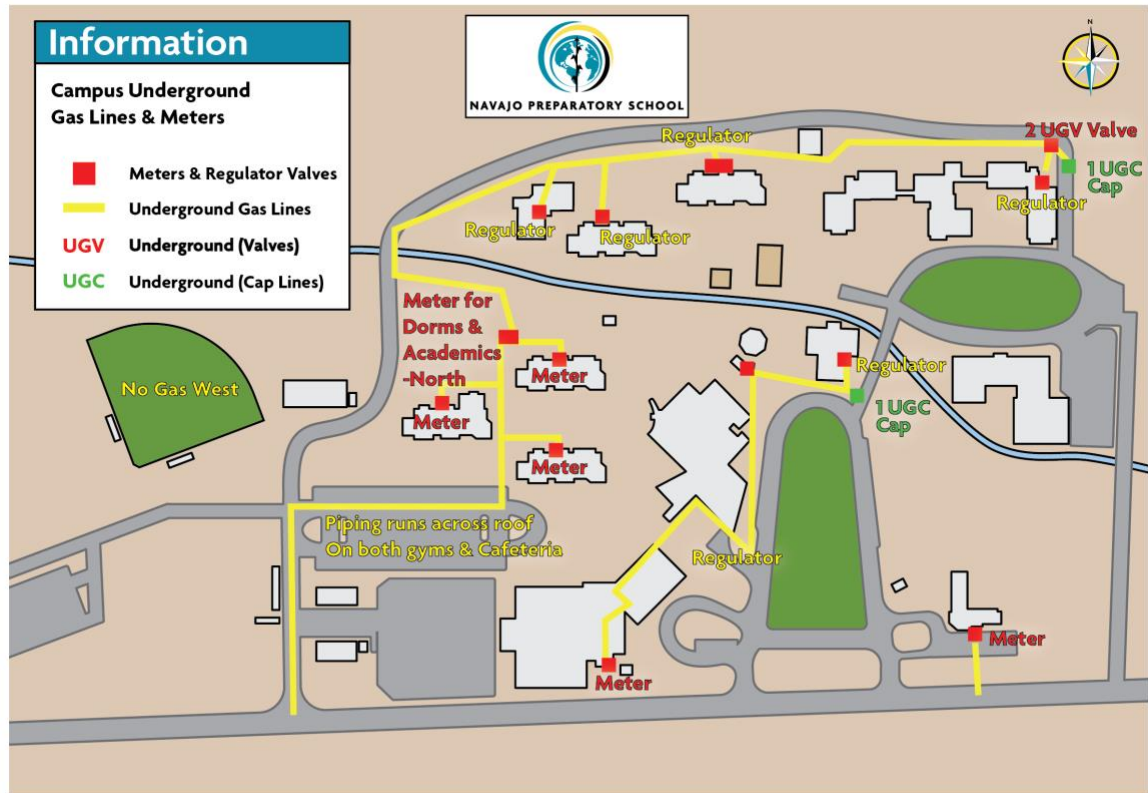 Information
Campus Underground
Gas Lines & Meters
Meters & Regulator Valves
Underground Gas Lines
UGV Underground (Valves)
UGC Underground (Cap Lines)
NAVAJO PREPARATORY SCHOOL
N
Regulator
2 UGV Valve
1 UGC
Cap
Regulator
Regulator
Regulator
Meter for
Dorms &
Academics
-North
Meter
Meter
Meter
No Gas West
Regulator
1 UGC
Cap
Piping runs across roof
On both gyms & Cafeteria
Regulator
Meter
Meter